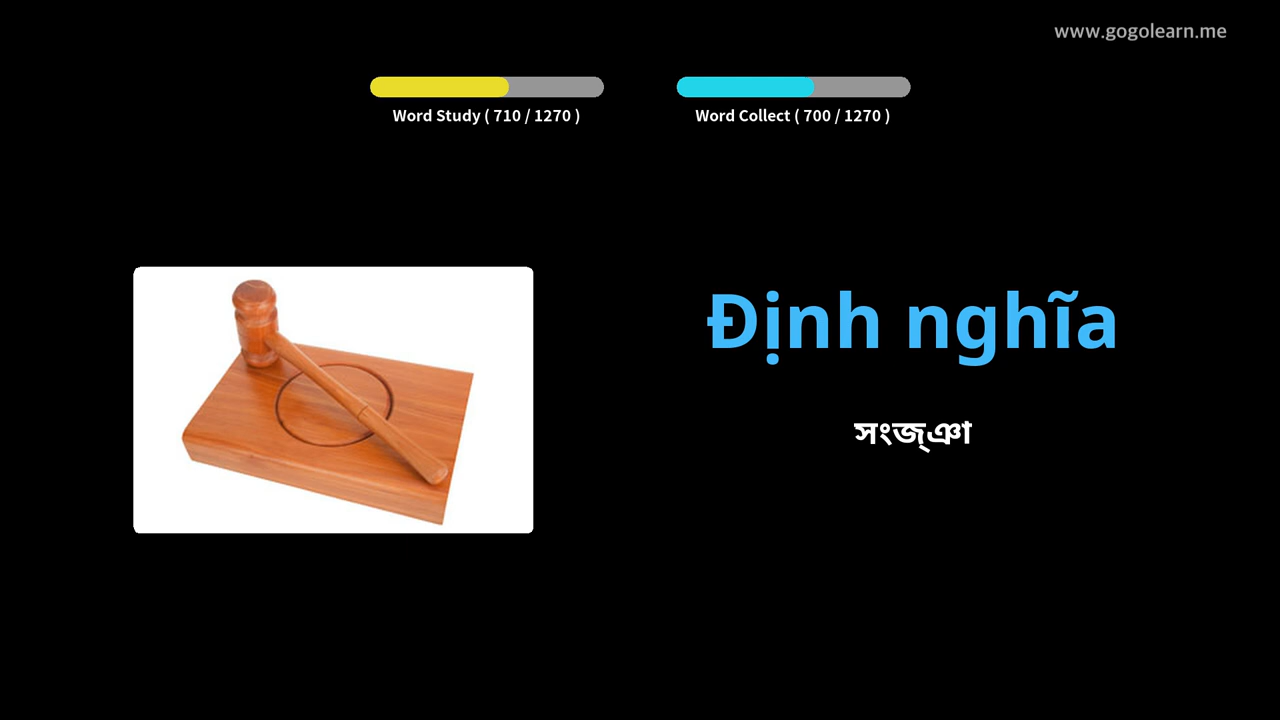 www.gogolearn.me
Word Study ( 710 / 1270 )
Word Collect ( 700 / 1270 )
Định nghĩa
সংজ্ঞা